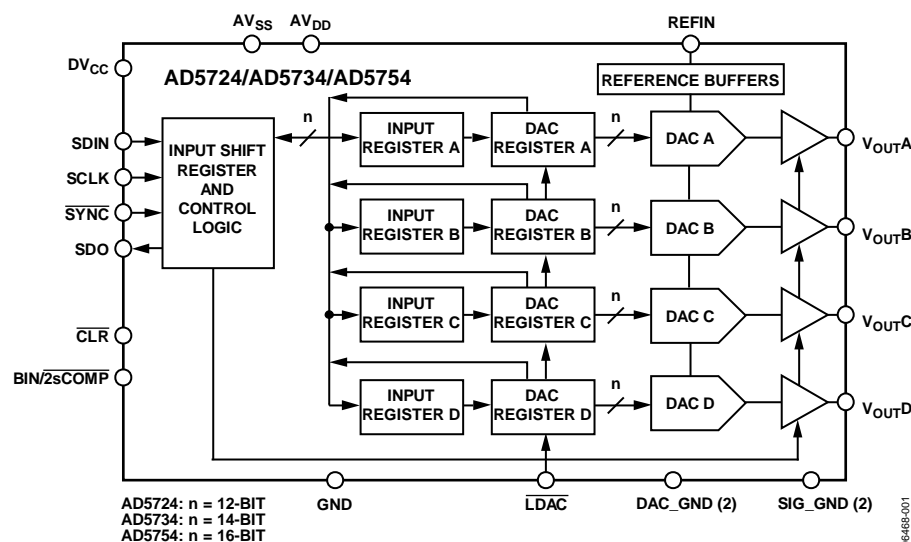 AVSS AVDD REFIN
DVCC
AD5724/AD5734/AD5754
REFERENCE BUFFERS
n
INPUT REGISTER A
DAC REGISTER A
n
DAC A
VOUTA
SDIN
SCLK
SYNC
SDO
INPUT SHIFT
REGISTER
AND
CONTROL
LOGIC
INPUT REGISTER B
DAC REGISTER B
n
DAC B
VOUTB
INPUT REGISTER C
DAC REGISTER C
n
DAC C
VOUTC
CLR
BIN/2sCOMP
INPUT REGISTER D
DAC REGISTER D
n
DAC D
VOUTD
GND LDAC DAC_GND (2) SIG_GND (2)
AD5724: n = 12-BIT
AD5734: n = 14-BIT
AD5754: n = 16-BIT